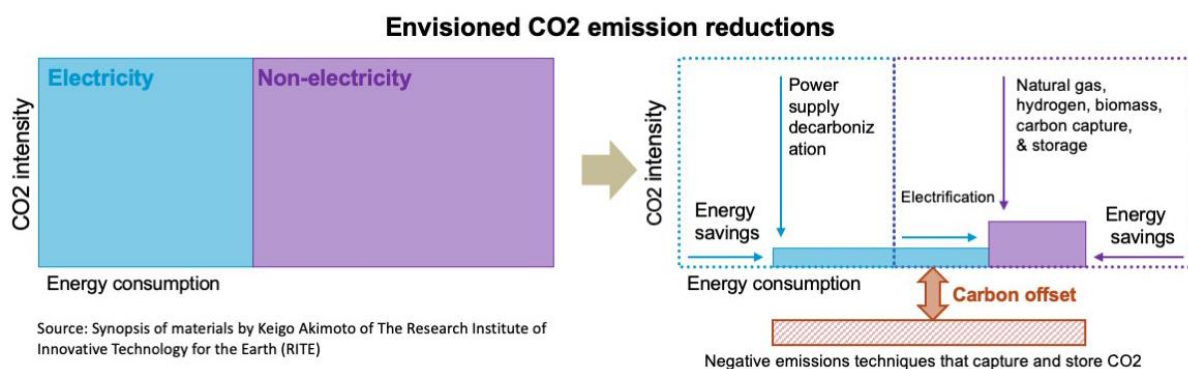 Envisioned CO2 emission reductions
Electricity
Non-electricity
CO2 intensity
Energy consumption
Source: Synopsis of materials by Keigo Akimoto of The Research Institute of
Innovative Technology for the Earth (RITE)
CO2 intensity
Power
supply
decarboniz
ation
Natural gas,
hydrogen, biomass,
carbon capture,
& storage
Electrification
Energy
savings
Energy
savings
Energy consumption
Carbon offset
Negative emissions techniques that capture and store CO2